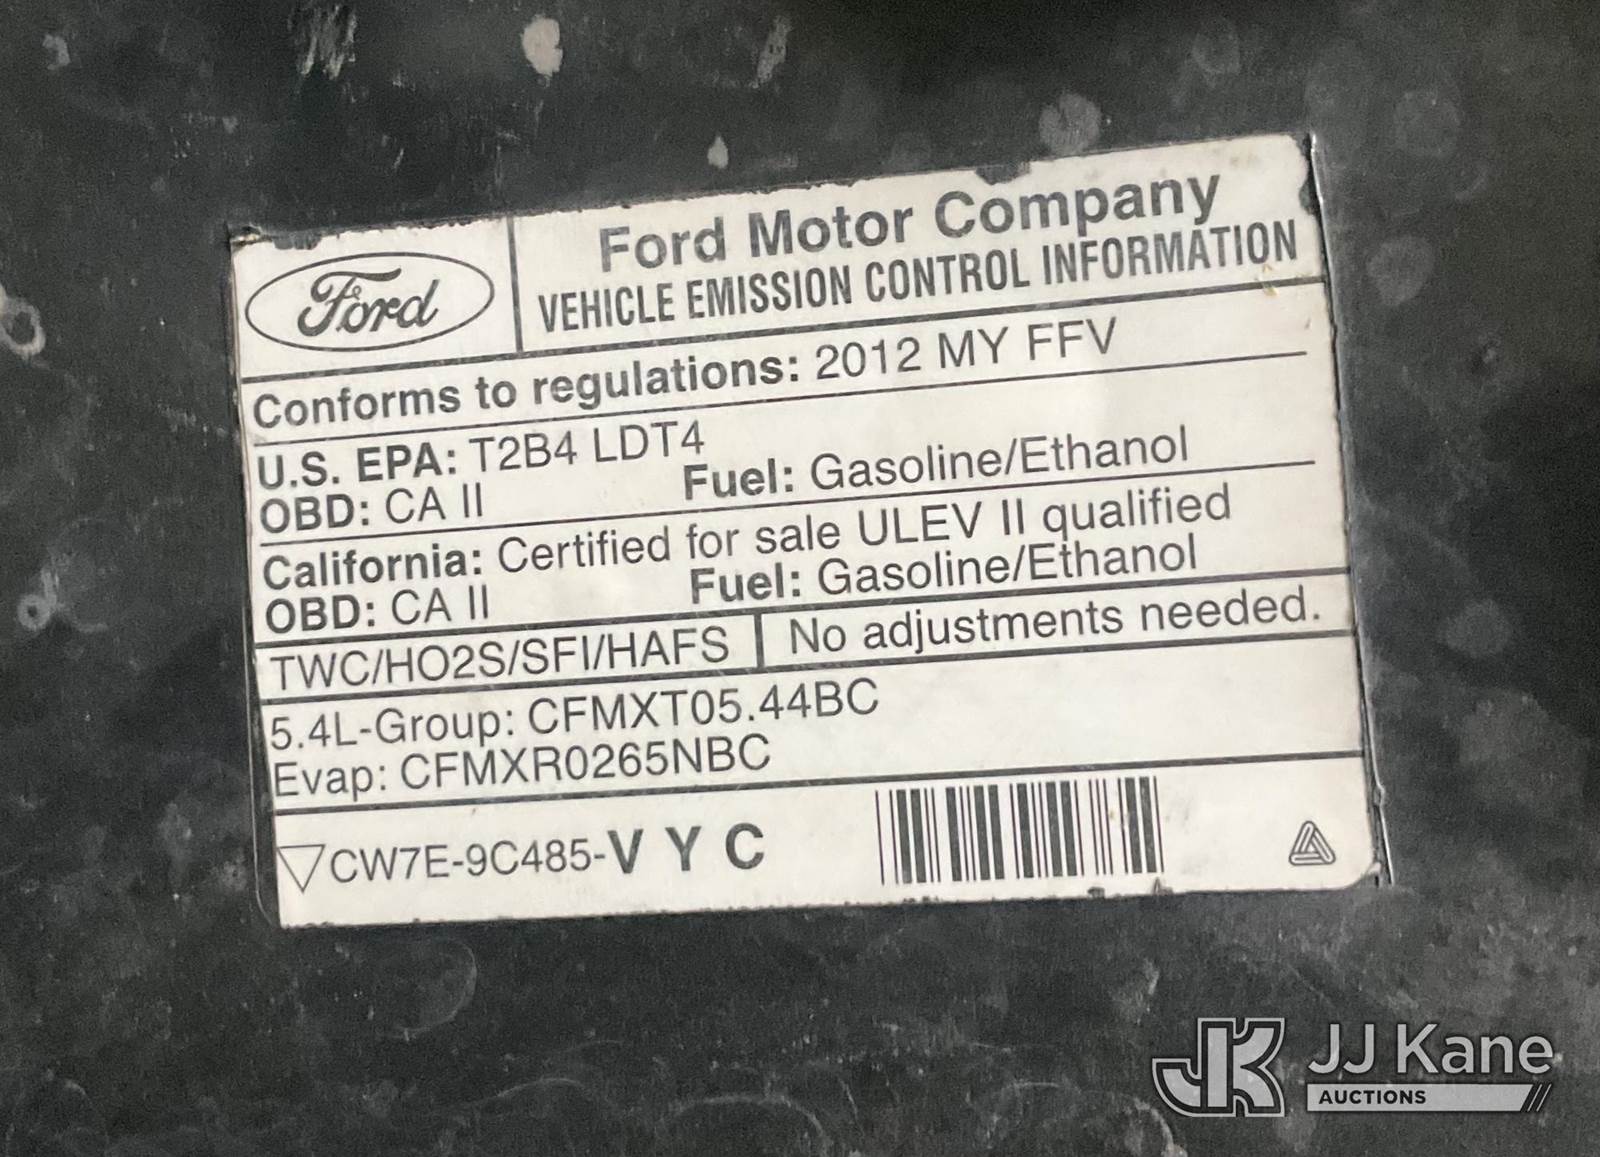 Ford
Ford Motor Company
VEHICLE EMISSION CONTROL INFORMATION
Conforms to regulations: 2012 MY FFV
U.S. EPA: T2B4 LDT4
OBD: CA II Fuel: Gasoline/Ethanol
California: Certified for sale ULEV II qualified
OBD: CA II Fuel: Gasoline/Ethanol
TWC/HO2S/SFI/HAFS No adjustments needed.
5.4L-Group: CFMXT05.44BC
Evap: CFMXR0265NBC
CW7E-9C485-V Y C
JK JJ Kane
AUCTIONS